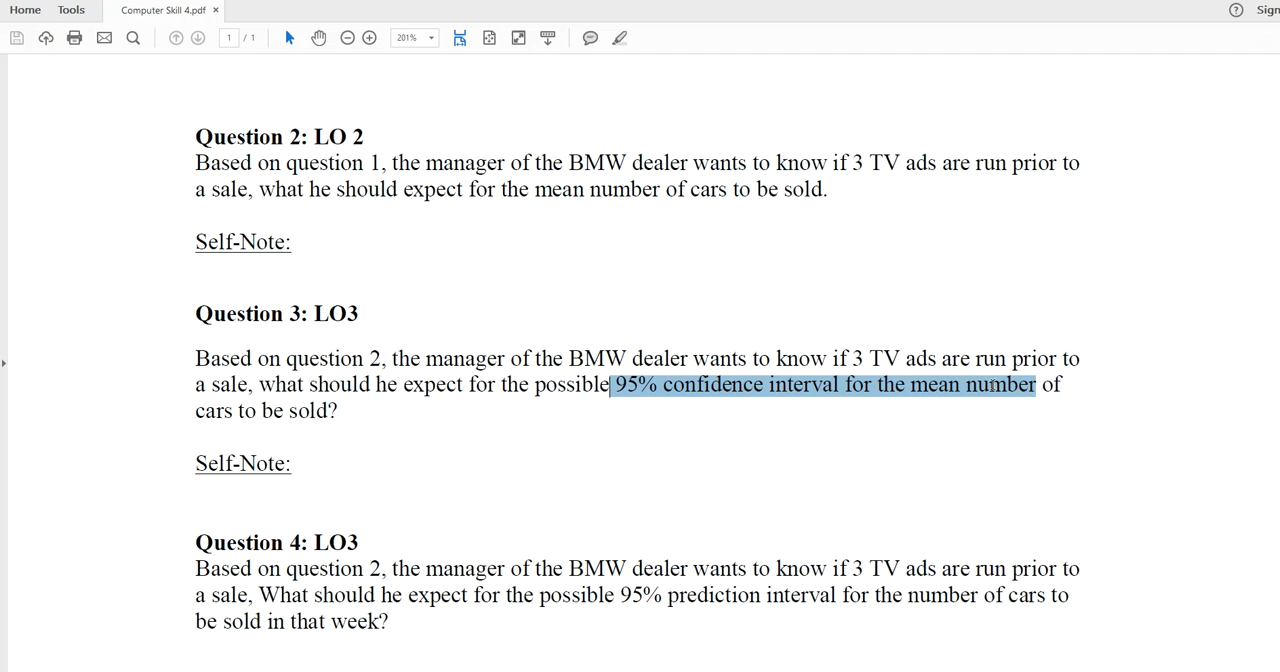 Home Tools Computer Skill 4.pdf × ? Sign
1 / 1 201%
Question 2: LO 2
Based on question 1, the manager of the BMW dealer wants to know if 3 TV ads are run prior to
a sale, what he should expect for the mean number of cars to be sold.
Self-Note:
Question 3: LO3
Based on question 2, the manager of the BMW dealer wants to know if 3 TV ads are run prior to
a sale, what should he expect for the possible 95% confidence interval for the mean number of
cars to be sold?
Self-Note:
Question 4: LO3
Based on question 2, the manager of the BMW dealer wants to know if 3 TV ads are run prior to
a sale, What should he expect for the possible 95% prediction interval for the number of cars to
be sold in that week?